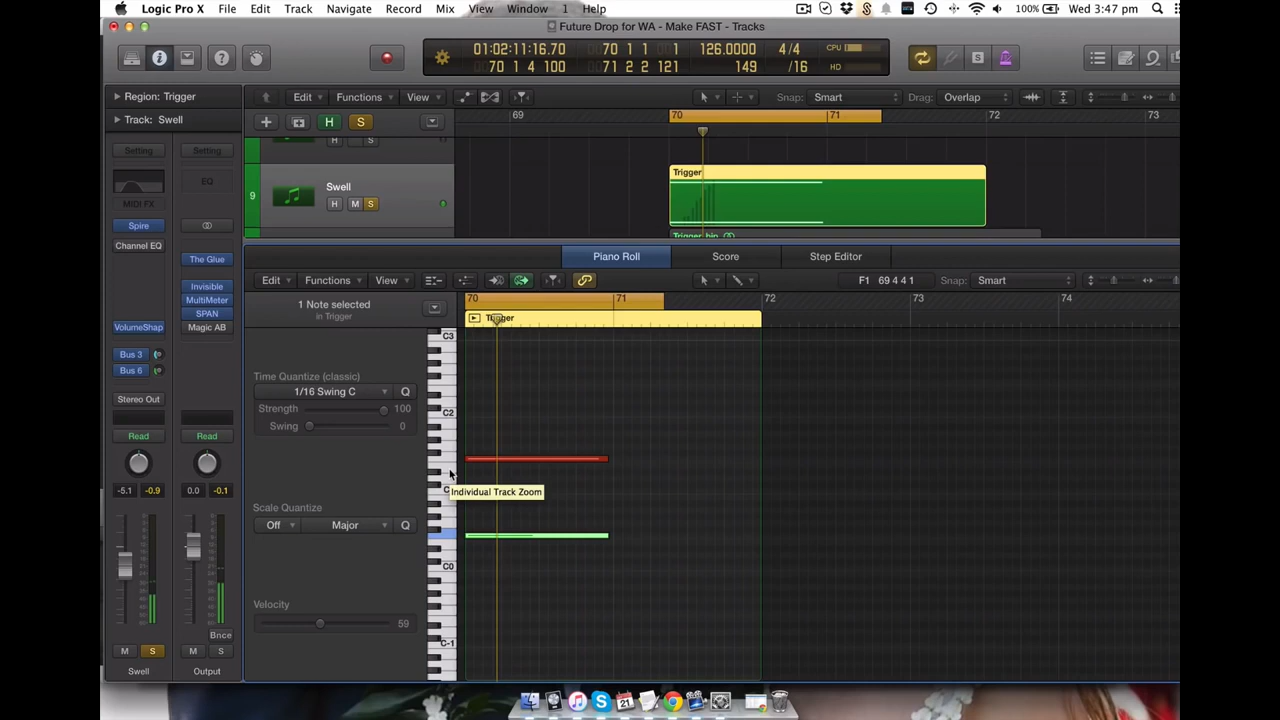 Logic Pro X File Edit Track Navigate Record Mix View Window 1 Help 100% Wed 3:47 pm
Future Drop for WA - Make FAST - Tracks
01:02:11:16.70 70 1 1 1 126.0000 4/4 CPU
70 1 4 100 71 2 2 121 149 /16 HD
Region: Trigger Edit Functions View Snap: Smart Drag: Overlap
Track: Swell H S 69 70 71 72 73
Setting Setting H S
EQ
MIDI FX
9 Swell Trigger
H M S
Spire
Channel EQ Trigger_bip
The Glue Piano Roll Score Step Editor
Invisible Edit Functions View F1 69 4 4 1 Snap: Smart
MultiMeter 1 Note selected 70 71 72 73 74
SPAN in Trigger Trigger
VolumeShap Magic AB
C3
Bus 3
Bus 6
Time Quantize (classic)
1/16 Swing C Q
Stereo Out Strength 100 C2
Swing 0
Read Read
-5.1 -0.9 0.0 -0.1 C
Individual Track Zoom
Scale Quantize
Off Major Q
C0
Velocity
59
Bnce C-1
M S M S
Swell Output